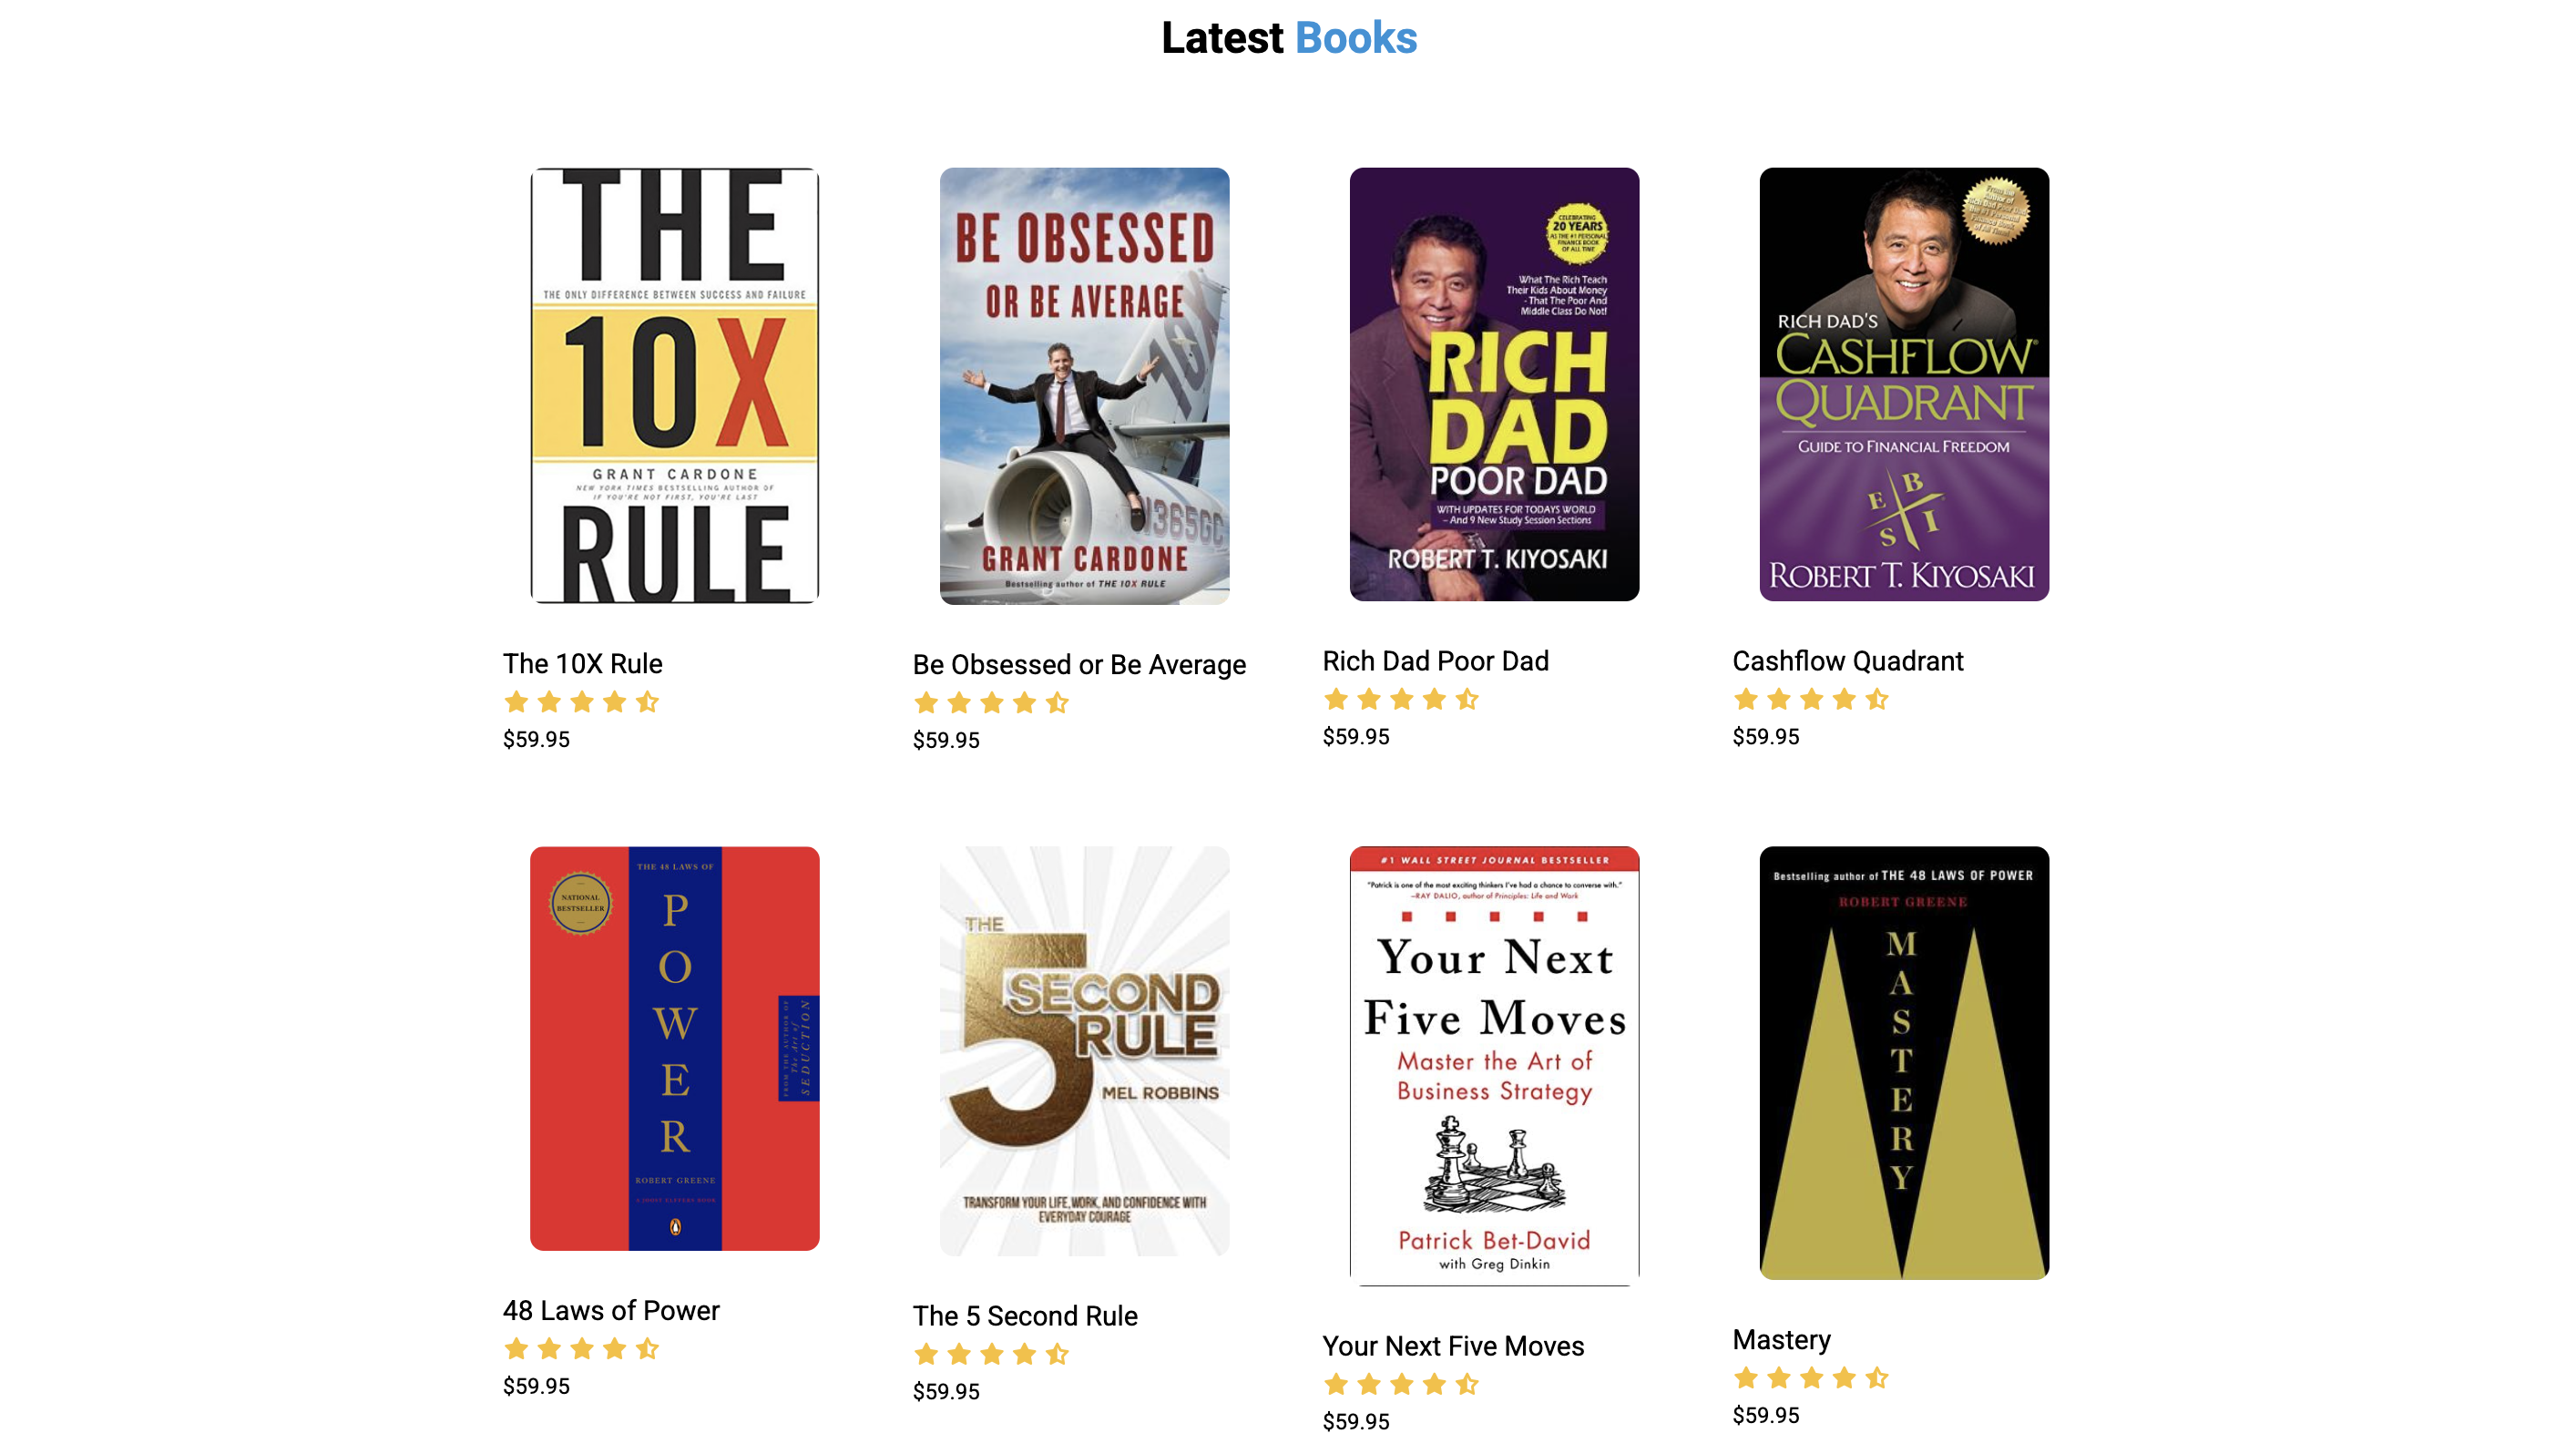 Latest Books
THE
THE ONLY DIFFERENCE BETWEEN SUCCESS AND FAILURE
10X
GRANT CARDONE
NEW YORK TIMES BESTSELLING AUTHOR OF
IF YOU'RE NOT FIRST, YOU'RE LAST
RULE
The 10X Rule
$59.95
BE OBSESSED
OR BE AVERAGE
10X
N365GC
GRANT CARDONE
Bestselling author of THE 10X RULE
Be Obsessed or Be Average
$59.95
CELEBRATING
20 YEARS
AS THE #1 PERSONAL
FINANCE BOOK
OF ALL TIME
What The Rich Teach
Their Kids About Money
- That The Poor And
Middle Class Do Not!
RICH
DAD
POOR DAD
WITH UPDATES FOR TODAYS WORLD
- And 9 New Study Session Sections
ROBERT T. KIYOSAKI
Rich Dad Poor Dad
$59.95
RICH DAD'S
CASHFLOW®
QUADRANT
GUIDE TO FINANCIAL FREEDOM
E B
S I
ROBERT T. KIYOSAKI
Cashflow Quadrant
$59.95
THE 48 LAWS OF
NATIONAL
BESTSELLER
P
O
W
E
R
FROM THE AUTHOR OF
The Art of
SEDUCTION
ROBERT GREENE
A JOOST ELFFERS BOOK
48 Laws of Power
$59.95
THE
5
SECOND
RULE
MEL ROBBINS
TRANSFORM YOUR LIFE, WORK, AND CONFIDENCE WITH
EVERYDAY COURAGE
The 5 Second Rule
$59.95
#1 WALL STREET JOURNAL BESTSELLER
"Patrick is one of the most exciting thinkers I've had a chance to converse with."
—RAY DALIO, author of Principles: Life and Work
Your Next
Five Moves
Master the Art of
Business Strategy
Patrick Bet-David
with Greg Dinkin
Your Next Five Moves
$59.95
Bestselling author of THE 48 LAWS OF POWER
ROBERT GREENE
M
A
S
T
E
R
Y
Mastery
$59.95